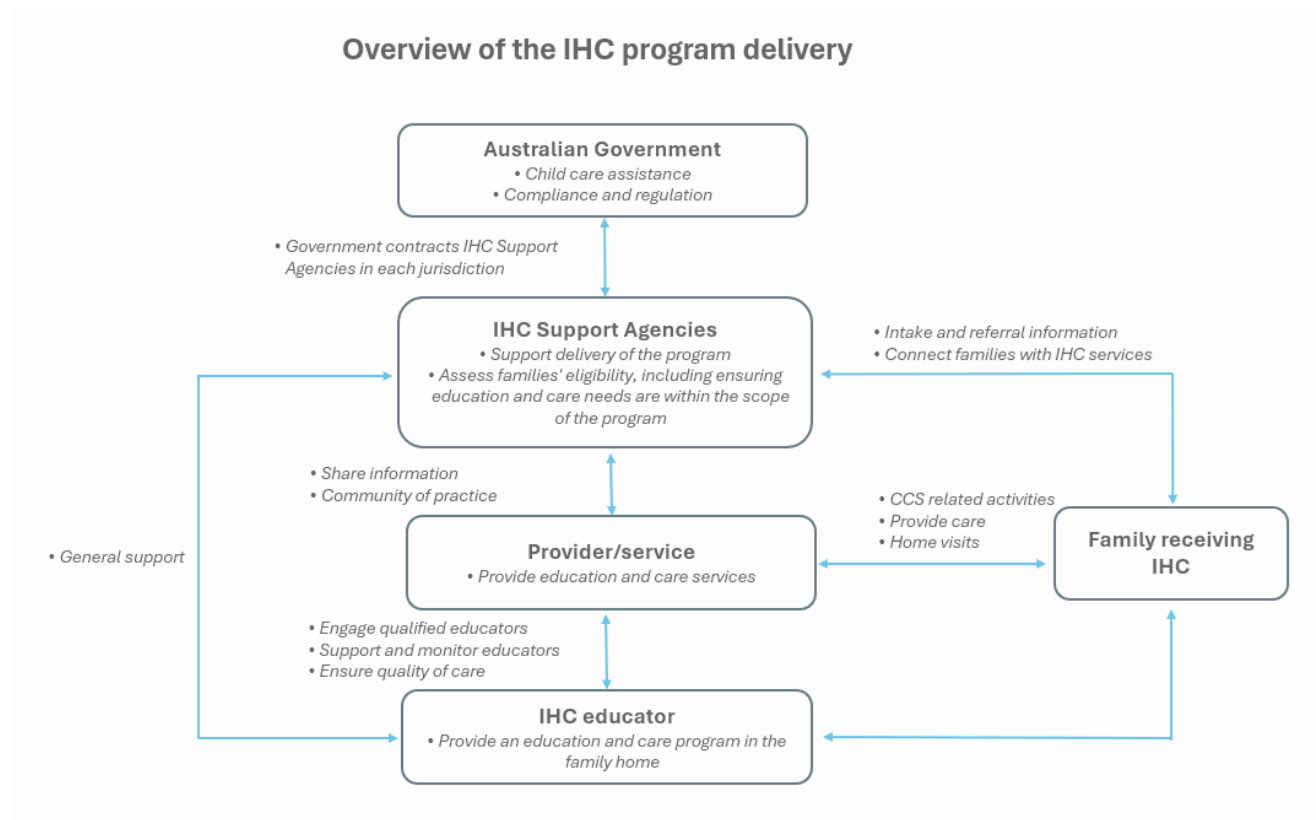 Overview of the IHC program delivery
Australian Government
• Child care assistance
• Compliance and regulation
• Government contracts IHC Support
Agencies in each jurisdiction
IHC Support Agencies
• Support delivery of the program
• Assess families' eligibility, including ensuring
education and care needs are within the scope
of the program
• Intake and referral information
• Connect families with IHC services
• Share information
• Community of practice
• CCS related activities
• Provide care
• Home visits
Family receiving
IHC
• General support
Provider/service
• Provide education and care services
• Engage qualified educators
• Support and monitor educators
• Ensure quality of care
IHC educator
• Provide an education and care program in the
family home